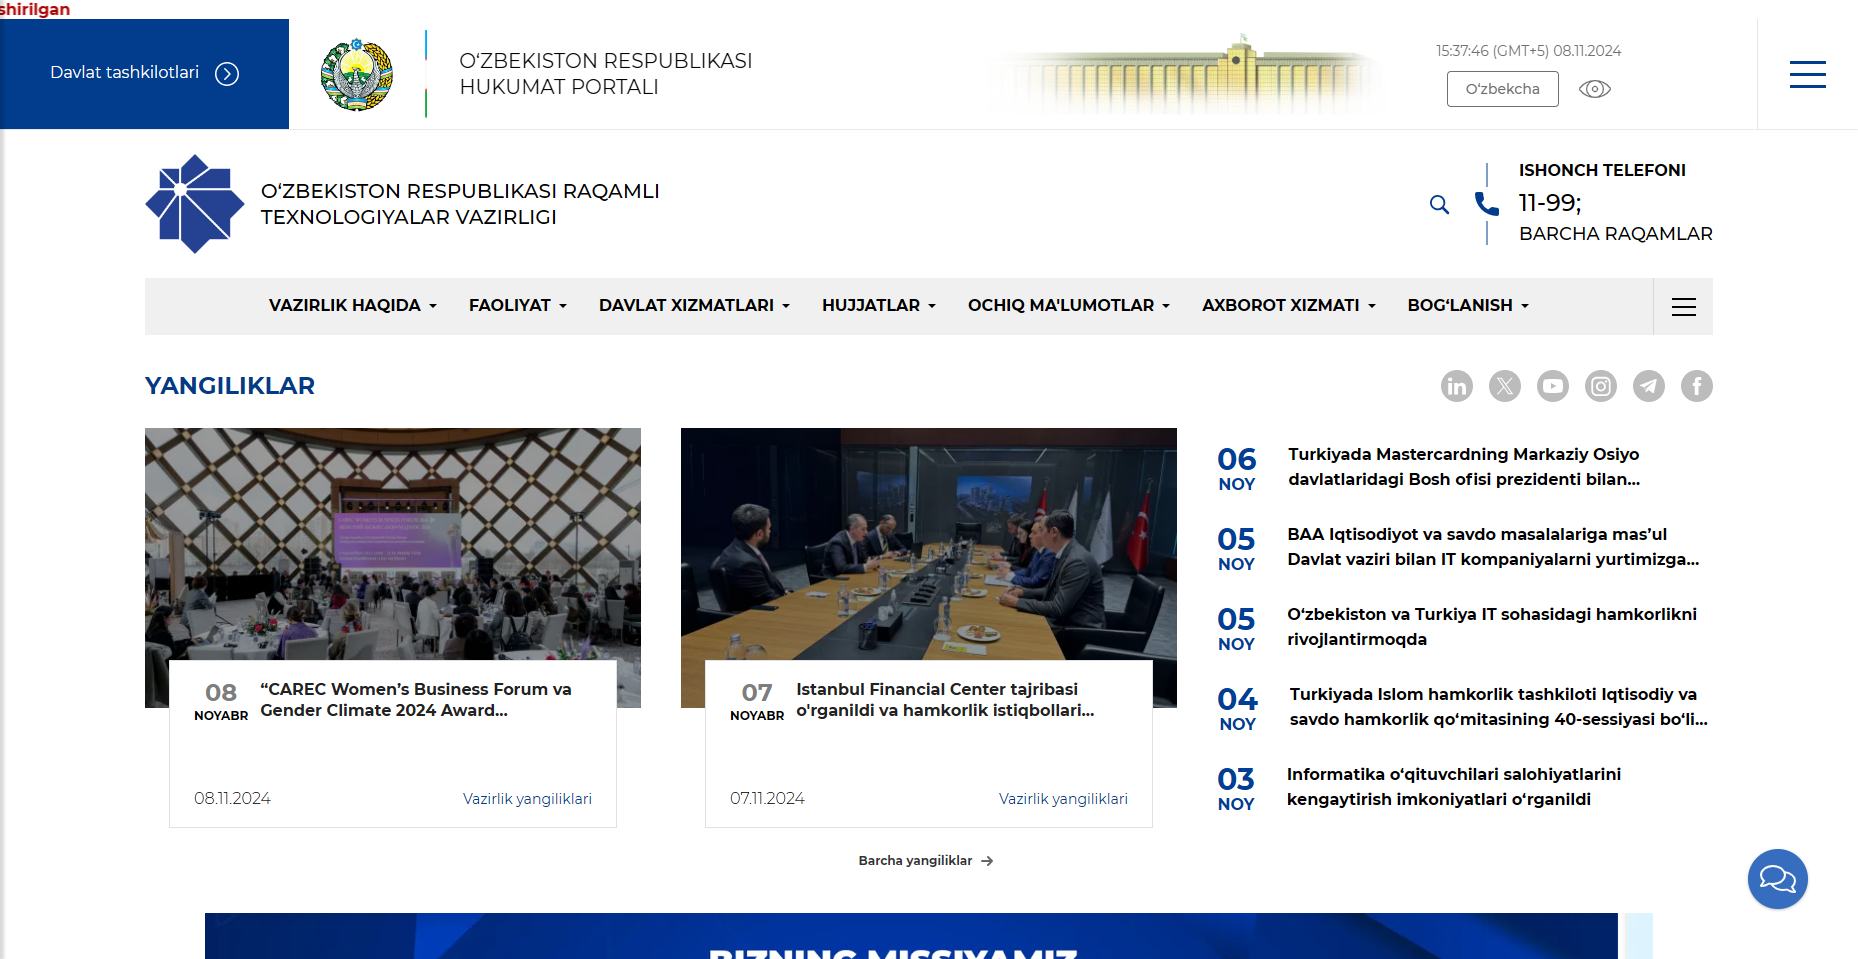 shirilgan
Davlat tashkilotlari
O‘ZBEKISTON RESPUBLIKASI
HUKUMAT PORTALI
15:37:46 (GMT+5) 08.11.2024
O‘zbekcha
O‘ZBEKISTON RESPUBLIKASI RAQAMLI
TEXNOLOGIYALAR VAZIRLIGI
ISHONCH TELEFONI
11-99;
BARCHA RAQAMLAR
VAZIRLIK HAQIDA FAOLIYAT DAVLAT XIZMATLARI HUJJATLAR OCHIQ MA'LUMOTLAR AXBOROT XIZMATI BOG‘LANISH
YANGILIKLAR
08
NOYABR
“CAREC Women’s Business Forum va
Gender Climate 2024 Award...
08.11.2024
Vazirlik yangiliklari
07
NOYABR
Istanbul Financial Center tajribasi
o'rganildi va hamkorlik istiqbollari...
07.11.2024
Vazirlik yangiliklari
06
NOY
Turkiyada Mastercardning Markaziy Osiyo
davlatlaridagi Bosh ofisi prezidenti bilan...
05
NOY
BAA Iqtisodiyot va savdo masalalariga mas’ul
Davlat vaziri bilan IT kompaniyalarni yurtimizga...
05
NOY
O‘zbekiston va Turkiya IT sohasidagi hamkorlikni
rivojlantirmoqda
04
NOY
Turkiyada Islom hamkorlik tashkiloti Iqtisodiy va
savdo hamkorlik qo‘mitasining 40-sessiyasi bo‘li...
03
NOY
Informatika o‘qituvchilari salohiyatlarini
kengaytirish imkoniyatlari o‘rganildi
Barcha yangiliklar
BIZNING MISSIYAMIZ